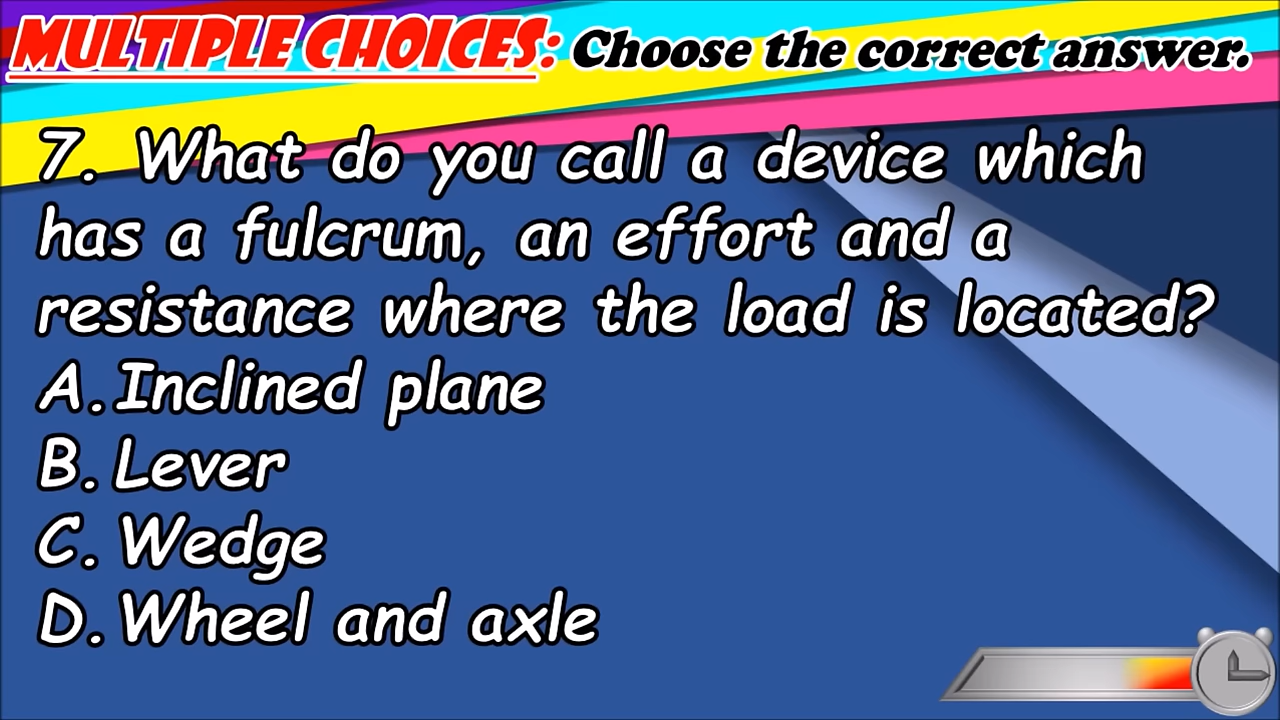 MULTIPLE CHOICES: Choose the correct answer.
7. What do you call a device which
has a fulcrum, an effort and a
resistance where the load is located?
A. Inclined plane
B. Lever
C. Wedge
D. Wheel and axle